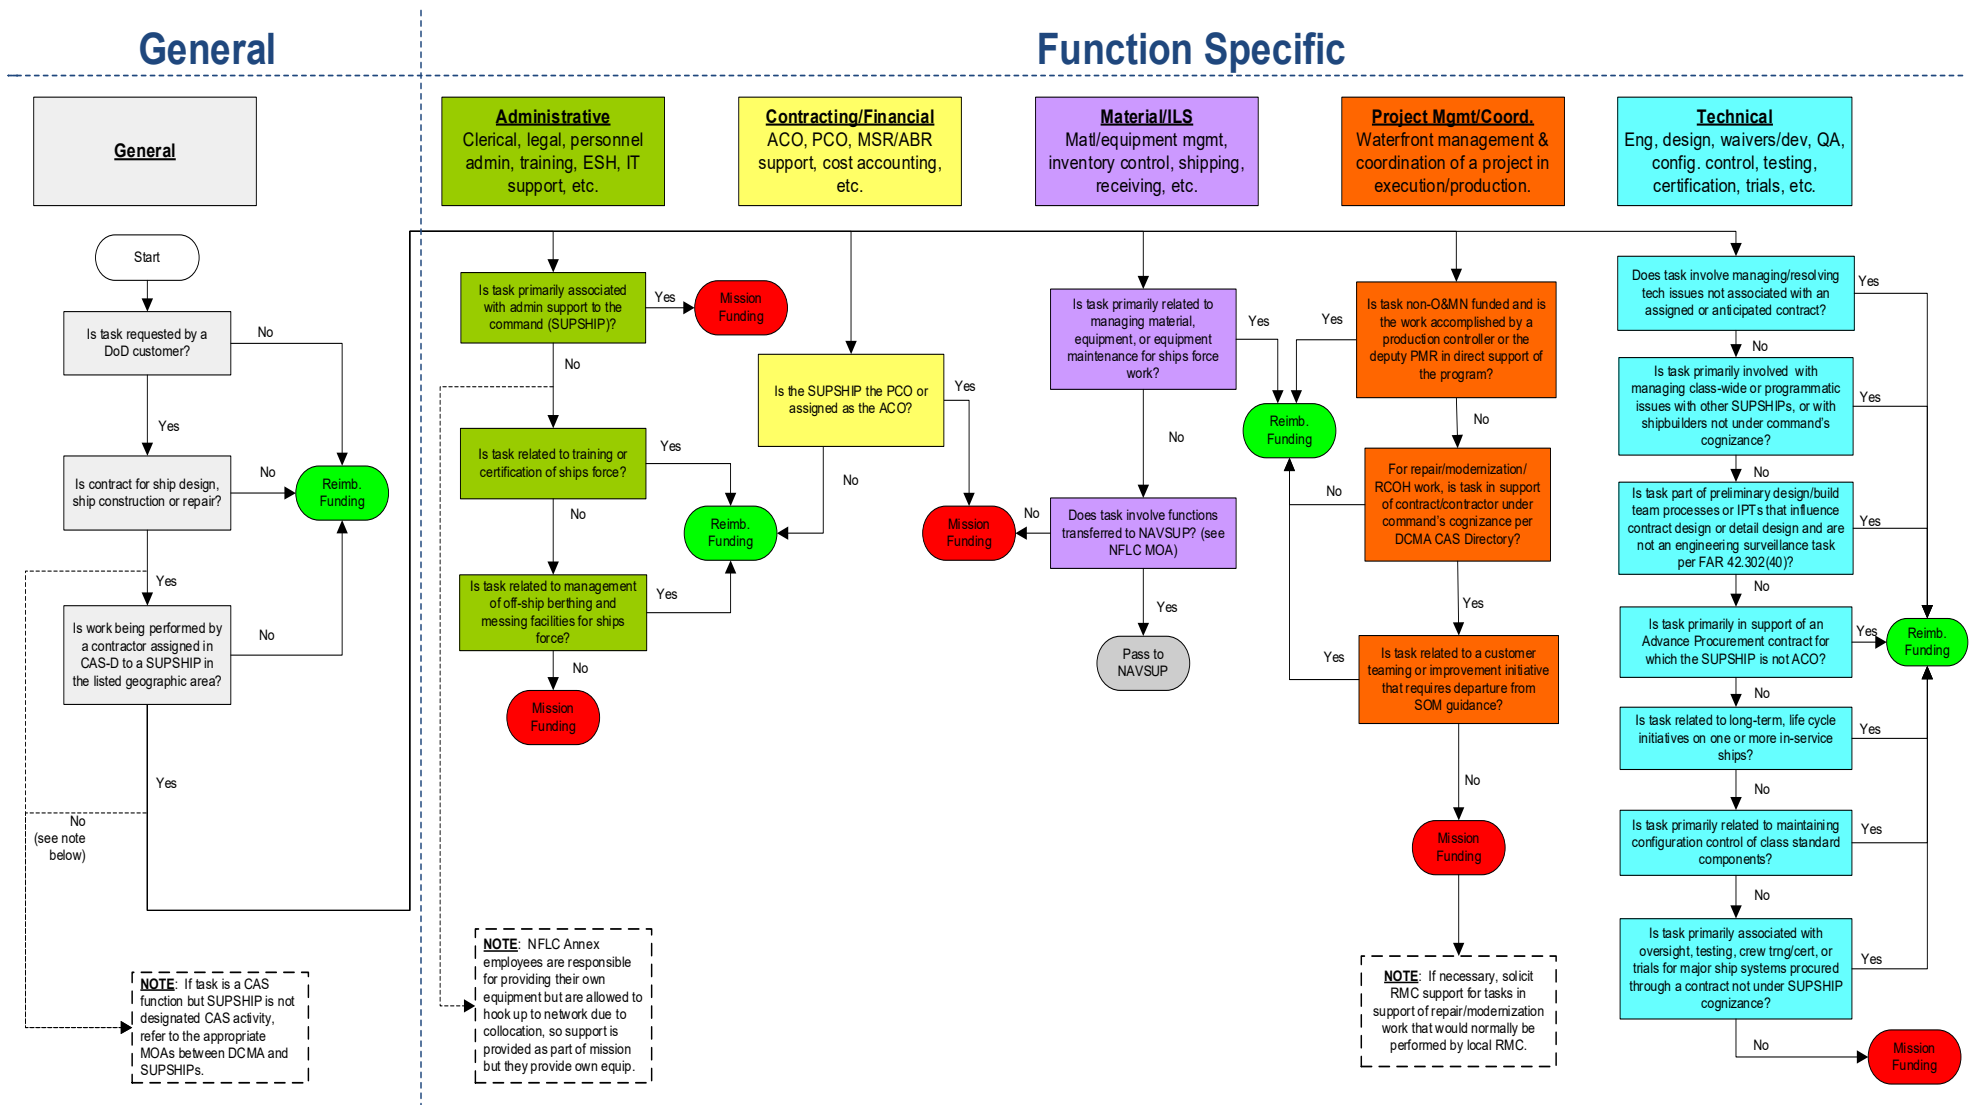 General
Function Specific
General
Administrative
Clerical, legal, personnel
admin, training, ESH, IT
support, etc.
Contracting/Financial
ACO, PCO, MSR/ABR
support, cost accounting,
etc.
Material/ILS
Matl/equipment mgmt,
inventory control, shipping,
receiving, etc.
Project Mgmt/Coord.
Waterfront management &
coordination of a project in
execution/production.
Technical
Eng, design, waivers/dev, QA,
config. control, testing,
certification, trials, etc.
Start
Is task requested by a
DoD customer?
No
Yes
Is contract for ship design,
ship construction or repair?
No
Reimb.
Funding
Yes
Is work being performed by
a contractor assigned in
CAS-D to a SUPSHIP in
the listed geographic area?
No
Yes
No
(see note
below)
NOTE: If task is a CAS
function but SUPSHIP is not
designated CAS activity,
refer to the appropriate
MOAs between DCMA and
SUPSHIPs.
Is task primarily associated
with admin support to the
command (SUPSHIP)?
Yes
Mission
Funding
No
Is task related to training or
certification of ships force?
Yes
No
Reimb.
Funding
Is task related to management
of off-ship berthing and
messing facilities for ships
force?
Yes
No
Mission
Funding
NOTE: NFLC Annex
employees are responsible
for providing their own
equipment but are allowed to
hook up to network due to
collocation, so support is
provided as part of mission
but they provide own equip.
Is the SUPSHIP the PCO or
assigned as the ACO?
Yes
No
Mission
Funding
Is task primarily related to
managing material,
equipment, or equipment
maintenance for ships force
work?
Yes
No
Does task involve functions
transferred to NAVSUP? (see
NFLC MOA)
No
Yes
Pass to
NAVSUP
Reimb.
Funding
Is task non-O&MN funded and is
the work accomplished by a
production controller or the
deputy PMR in direct support of
the program?
Yes
No
For repair/modernization/
RCOH work, is task in support
of contract/contractor under
command's cognizance per
DCMA CAS Directory?
No
Yes
Is task related to a customer
teaming or improvement initiative
that requires departure from
SOM guidance?
Yes
No
Mission
Funding
NOTE: If necessary, solicit
RMC support for tasks in
support of repair/modernization
work that would normally be
performed by local RMC.
Does task involve managing/resolving
tech issues not associated with an
assigned or anticipated contract?
Yes
No
Is task primarily involved with
managing class-wide or programmatic
issues with other SUPSHIPs, or with
shipbuilders not under command's
cognizance?
Yes
No
Is task part of preliminary design/build
team processes or IPTs that influence
contract design or detail design and are
not an engineering surveillance task
per FAR 42.302(40)?
Yes
No
Is task primarily in support of an
Advance Procurement contract for
which the SUPSHIP is not ACO?
Yes
Reimb.
Funding
No
Is task related to long-term, life cycle
initiatives on one or more in-service
ships?
Yes
No
Is task primarily related to maintaining
configuration control of class standard
components?
Yes
No
Is task primarily associated with
oversight, testing, crew trng/cert, or
trials for major ship systems procured
through a contract not under SUPSHIP
cognizance?
Yes
No
Mission
Funding